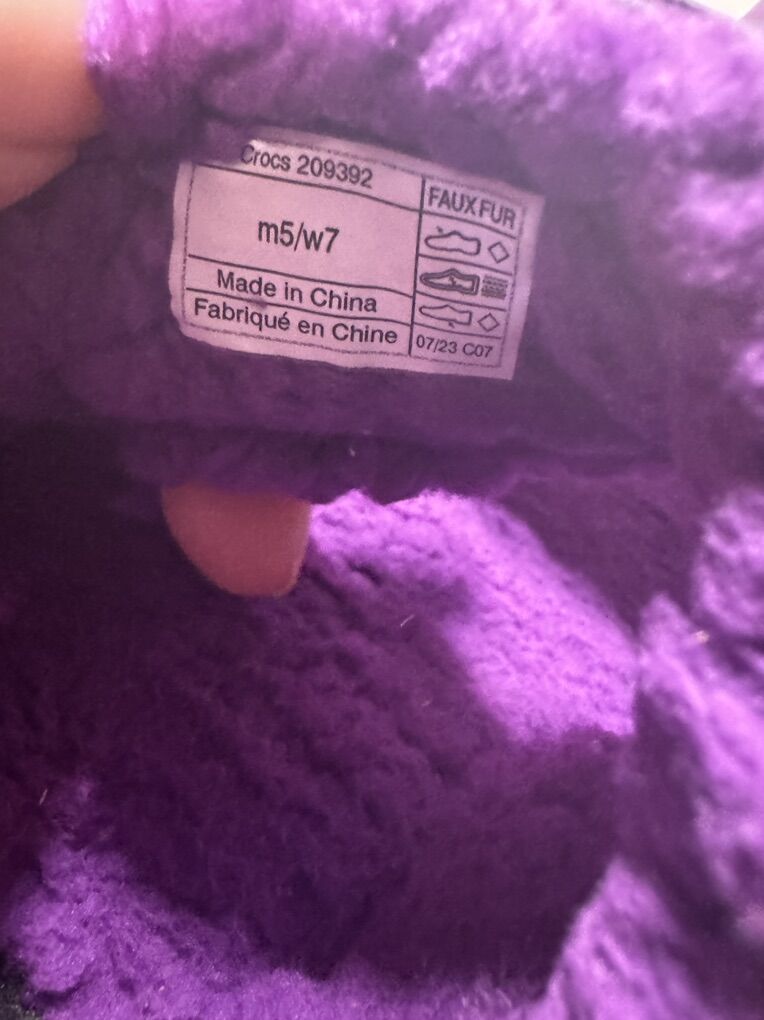 Crocs 209392
m5/w7
Made in China
Fabriqué en Chine
FAUX FUR
07/23 C07